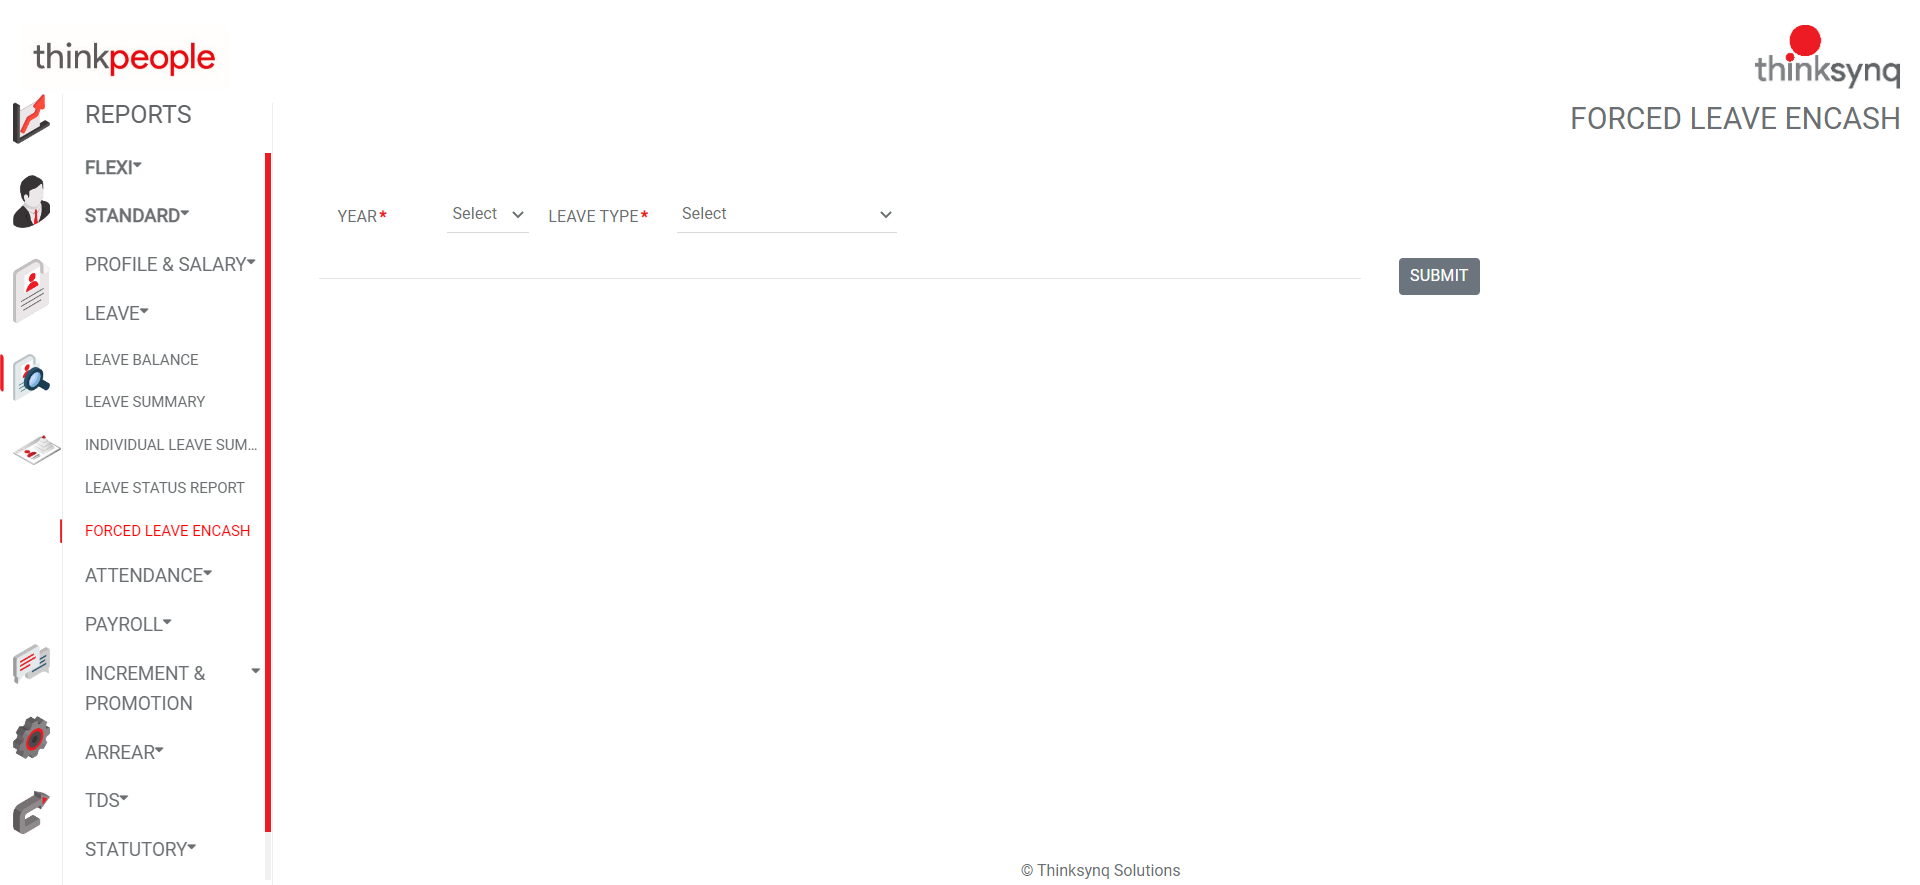 thinkpeople
thinksynq
REPORTS
FORCED LEAVE ENCASH
FLEXI
STANDARD
PROFILE & SALARY
LEAVE
LEAVE BALANCE
LEAVE SUMMARY
INDIVIDUAL LEAVE SUM...
LEAVE STATUS REPORT
FORCED LEAVE ENCASH
ATTENDANCE
PAYROLL
INCREMENT &
PROMOTION
ARREAR
TDS
STATUTORY
YEAR* Select LEAVE TYPE* Select
SUBMIT
© Thinksynq Solutions